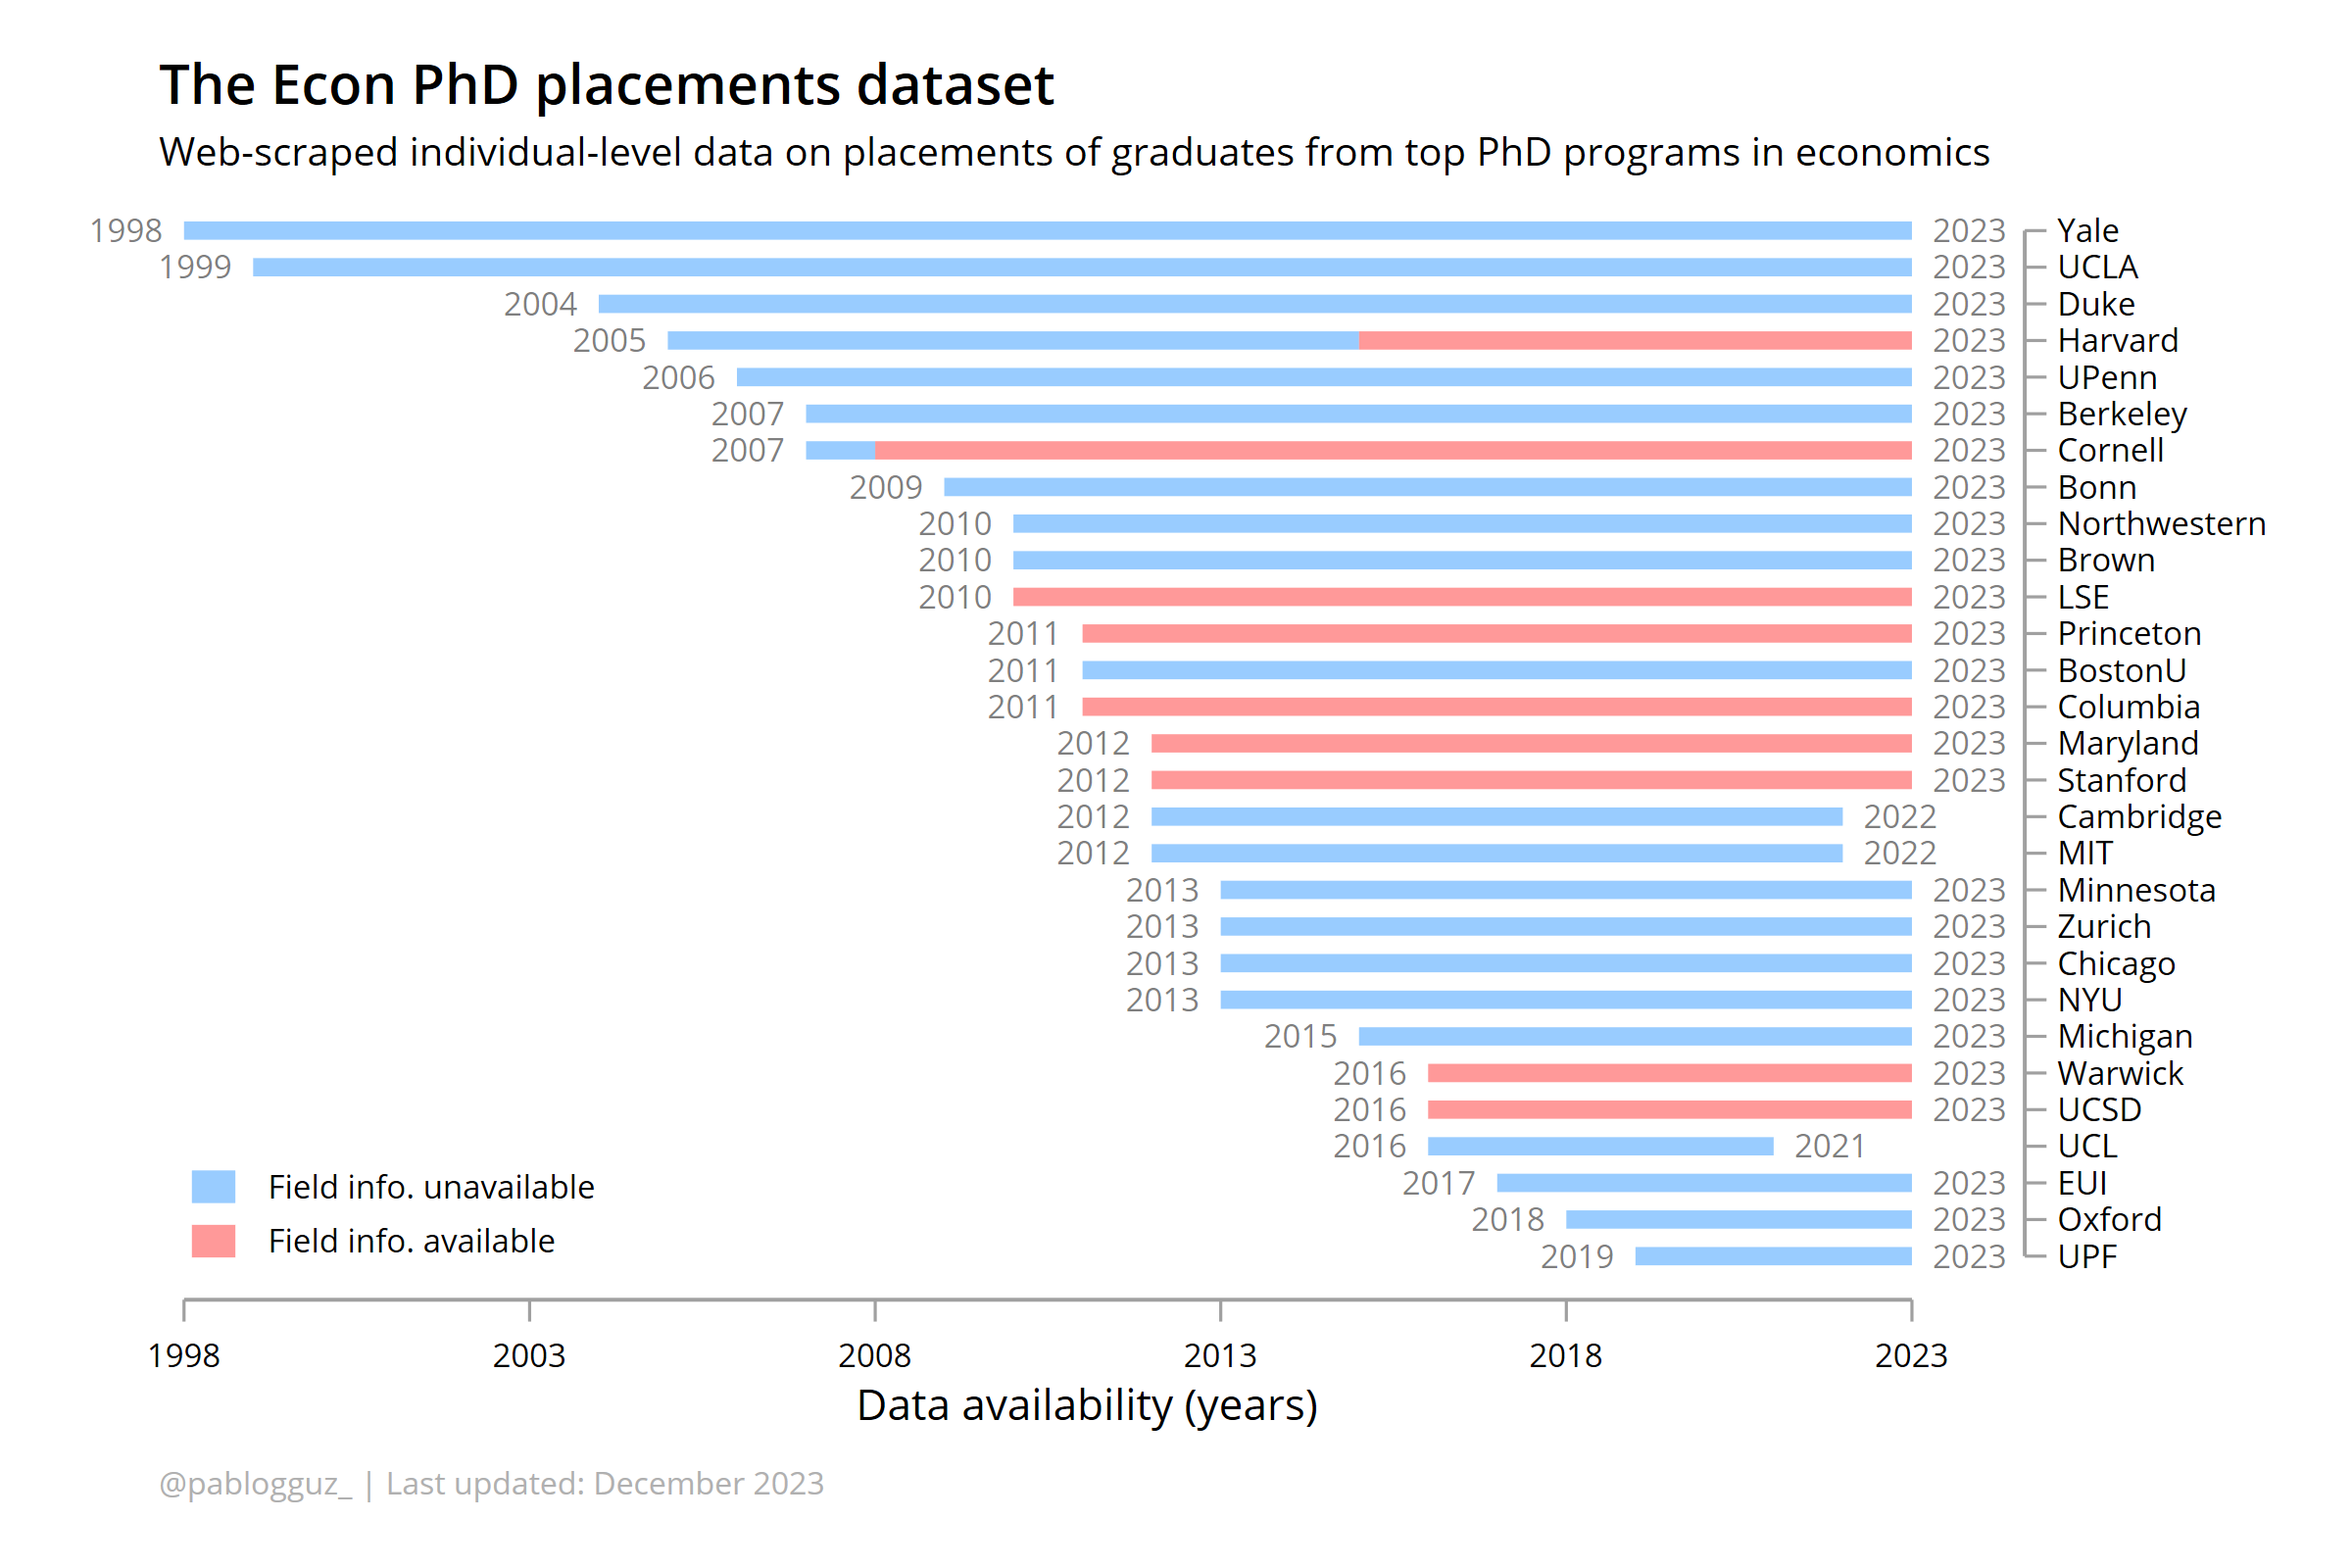 The Econ PhD placements dataset
Web-scraped individual-level data on placements of graduates from top PhD programs in economics
1998 2023 Yale
1999 2023 UCLA
2004 2023 Duke
2005 2023 Harvard
2006 2023 UPenn
2007 2023 Berkeley
2007 2023 Cornell
2009 2023 Bonn
2010 2023 Northwestern
2010 2023 Brown
2010 2023 LSE
2011 2023 Princeton
2011 2023 BostonU
2011 2023 Columbia
2012 2023 Maryland
2012 2023 Stanford
2012 2022 Cambridge
2012 2022 MIT
2013 2023 Minnesota
2013 2023 Zurich
2013 2023 Chicago
2013 2023 NYU
2015 2023 Michigan
2016 2023 Warwick
2016 2023 UCSD
2016 2021 UCL
2017 2023 EUI
2018 2023 Oxford
2019 2023 UPF
Field info. unavailable
Field info. available
1998 2003 2008 2013 2018 2023
Data availability (years)
@pablogguz_ | Last updated: December 2023